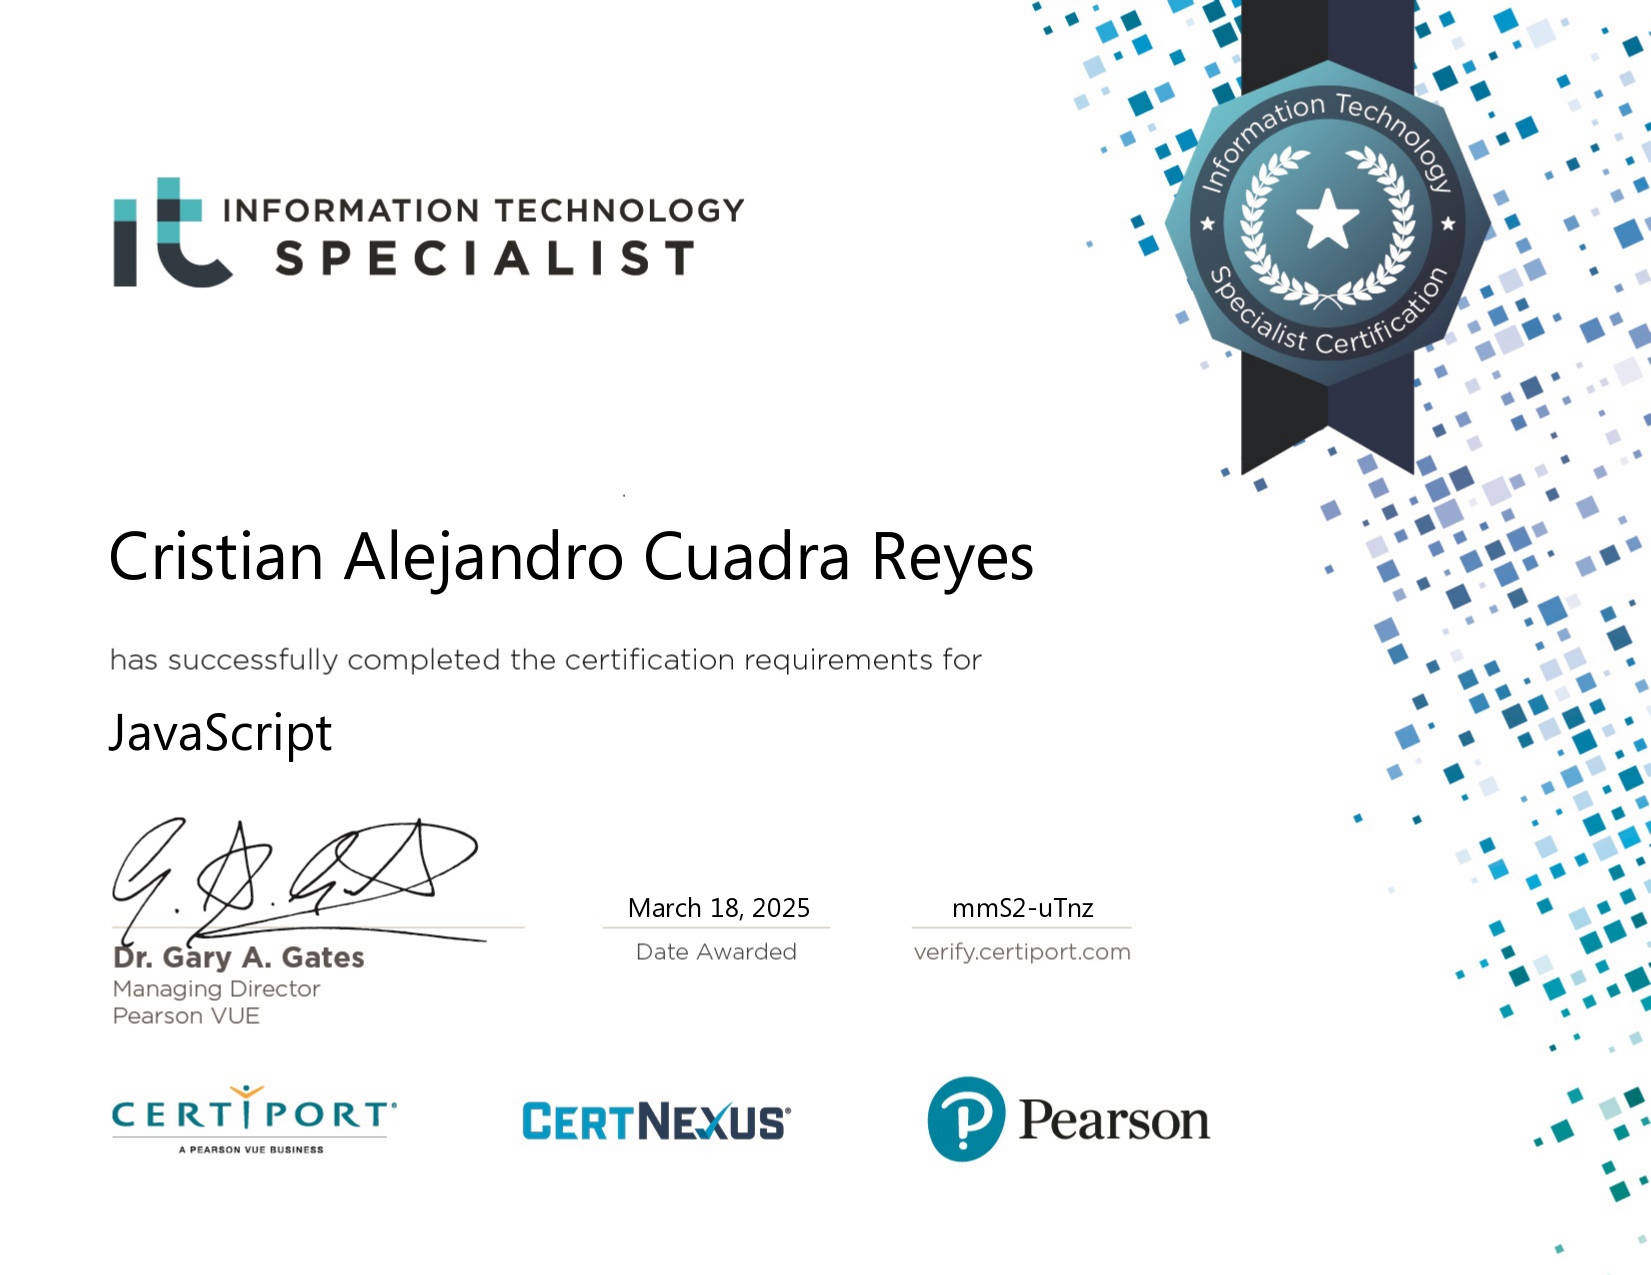 it INFORMATION TECHNOLOGY
SPECIALIST
Information Technology
Specialist Certification
Cristian Alejandro Cuadra Reyes
has successfully completed the certification requirements for
JavaScript
March 18, 2025
mmS2-uTnz
Dr. Gary A. Gates
Date Awarded
verify.certiport.com
Managing Director
Pearson VUE
CERTIPORT®
A PEARSON VUE BUSINESS
CERTNEXUS®
P Pearson